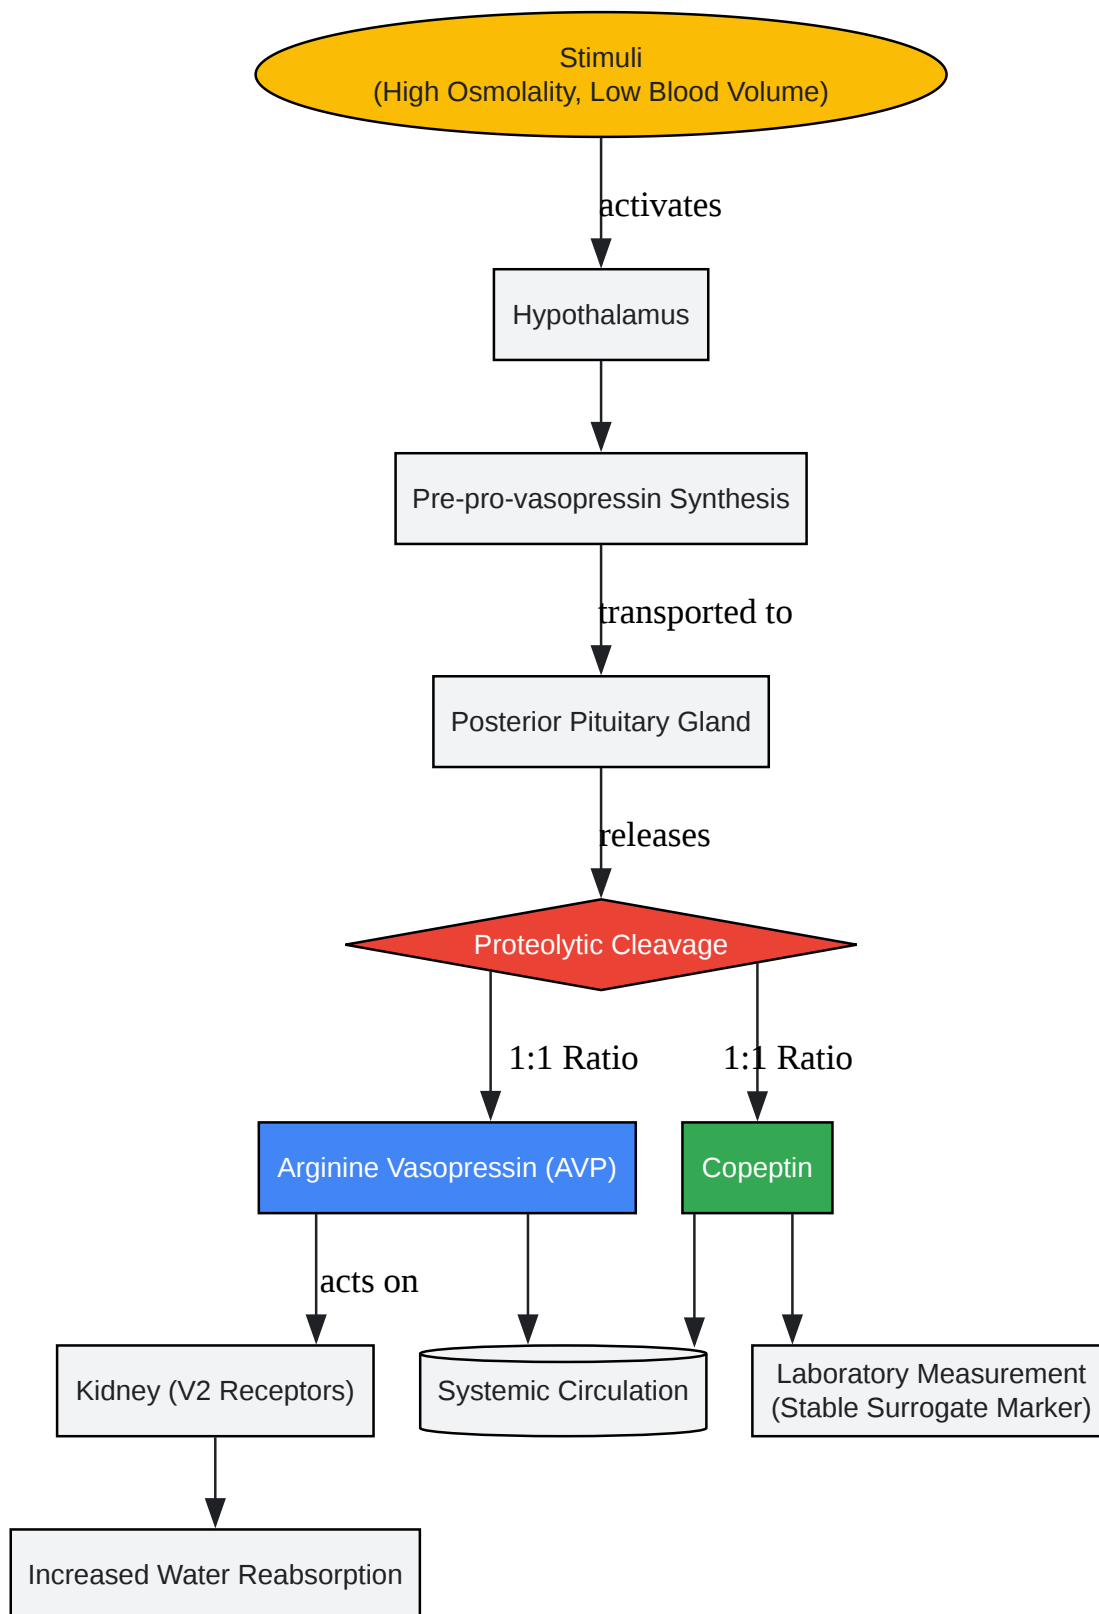 Stimuli
(High Osmolality, Low Blood Volume)
activates
Hypothalamus
Pre-pro-vasopressin Synthesis
transported to
Posterior Pituitary Gland
releases
Proteolytic Cleavage
1:1 Ratio
1:1 Ratio
Arginine Vasopressin (AVP)
Copeptin
acts on
Kidney (V2 Receptors)
Systemic Circulation
Laboratory Measurement
(Stable Surrogate Marker)
Increased Water Reabsorption